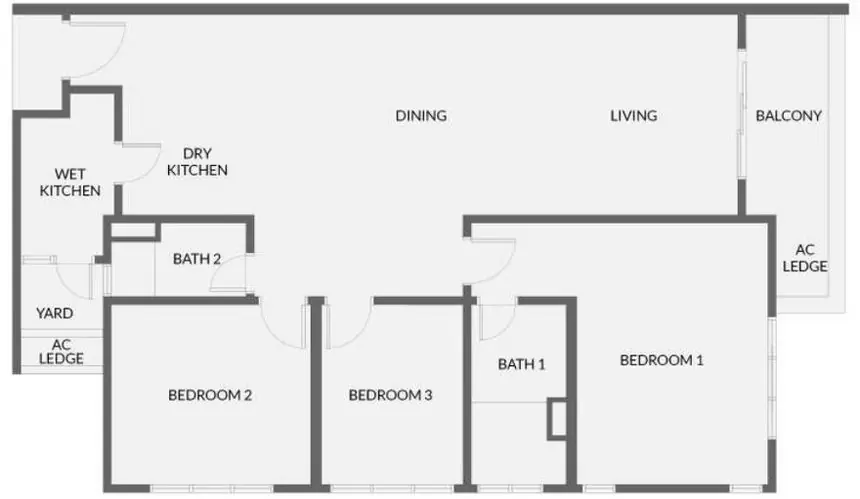 DINING
LIVING
BALCONY
DRY
KITCHEN
WET
KITCHEN
BATH 2
AC
LEDGE
YARD
AC
LEDGE
BEDROOM 2
BEDROOM 3
BATH 1
BEDROOM 1